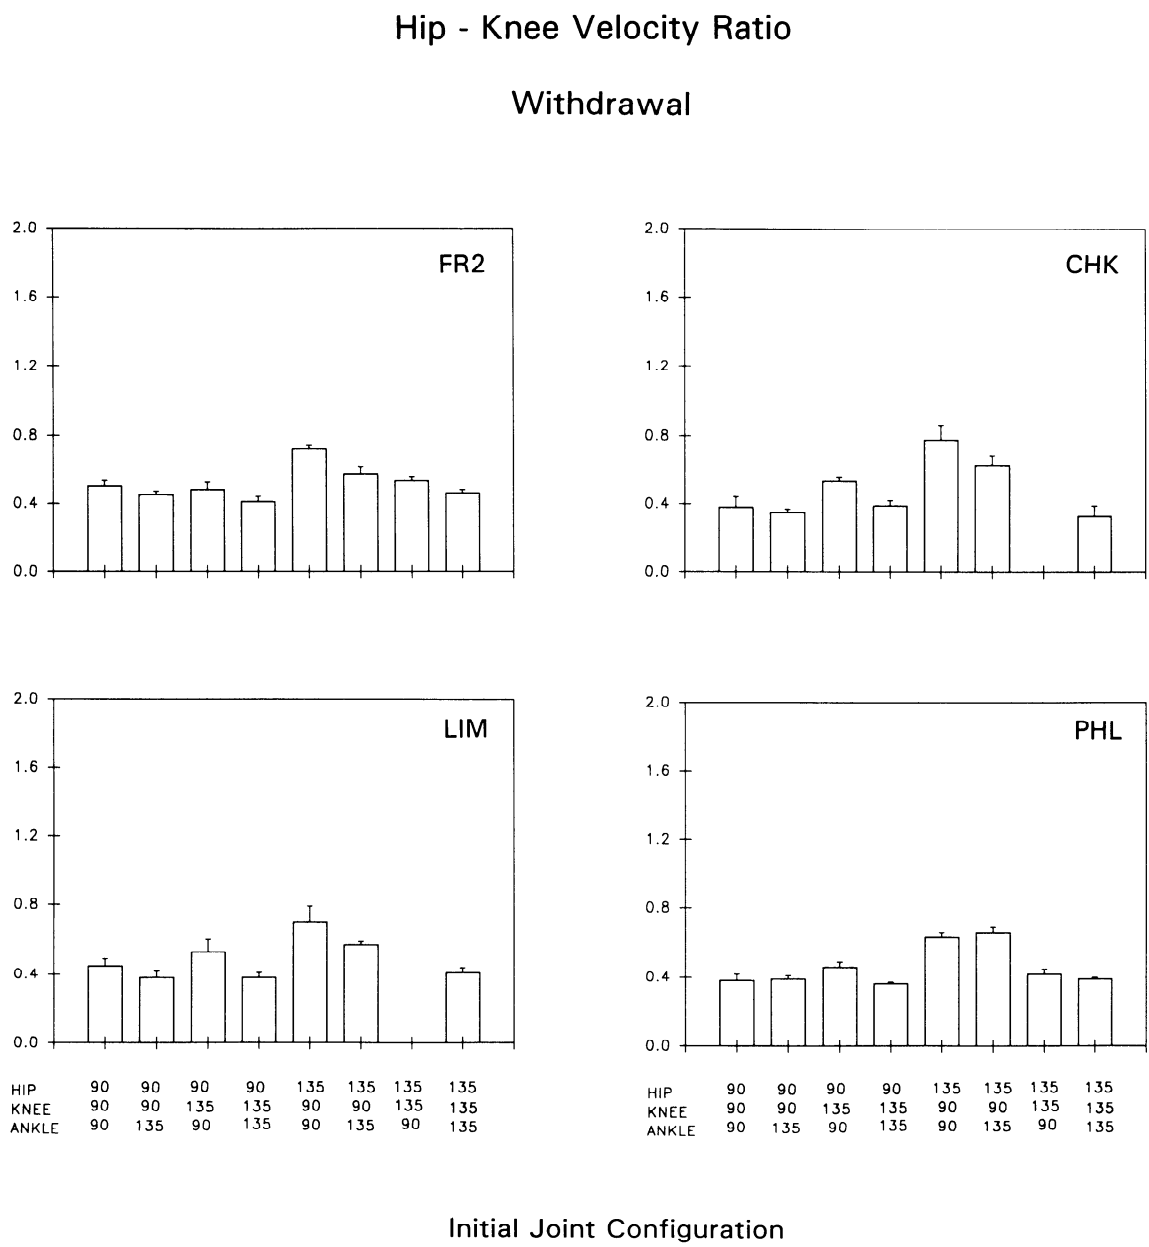 Hip - Knee Velocity Ratio
Withdrawal
2.0
1.6
1.2
0.8
0.4
0.0
FR2
2.0
1.6
1.2
0.8
0.4
0.0
CHK
2.0
1.6
1.2
0.8
0.4
0.0
LIM
2.0
1.6
1.2
0.8
0.4
0.0
PHL
HIP 90 90 90 90 135 135 135 135
KNEE 90 90 135 135 90 90 135 135
ANKLE 90 135 90 135 90 135 90 135
HIP 90 90 90 90 135 135 135 135
KNEE 90 90 135 135 90 90 135 135
ANKLE 90 135 90 135 90 135 90 135
Initial Joint Configuration